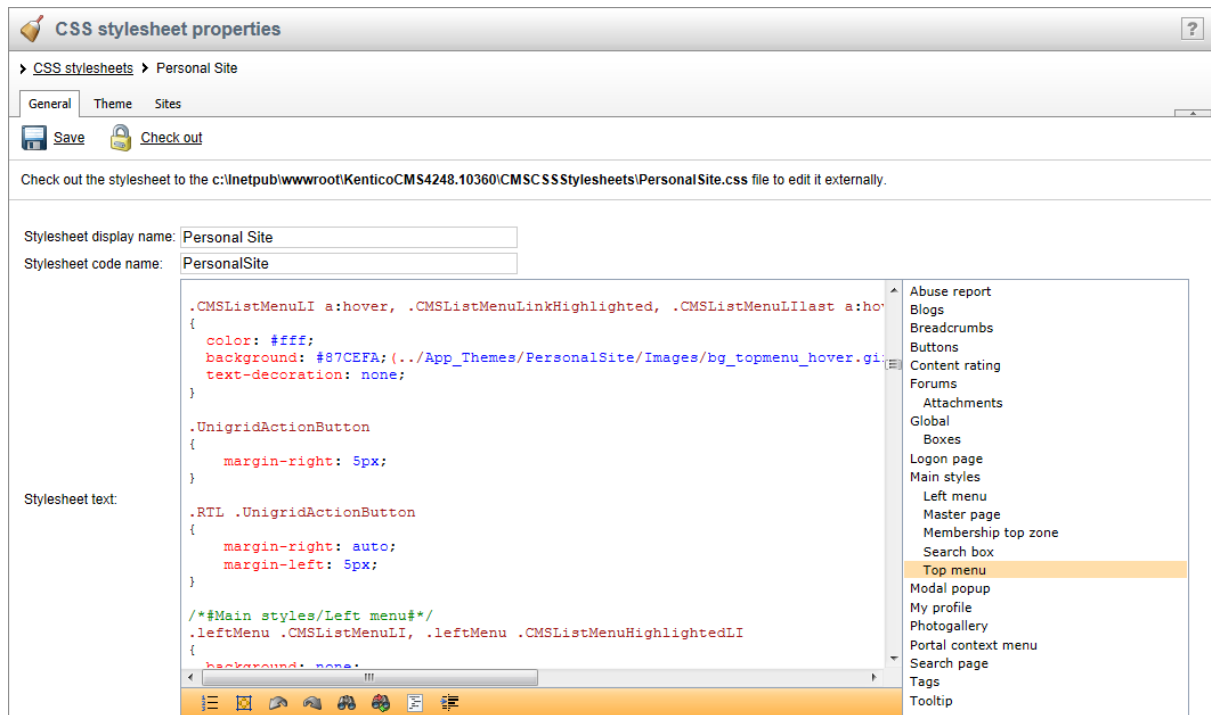 CSS stylesheet properties
?
CSS stylesheets Personal Site
General Theme Sites
Save Check out
Check out the stylesheet to the c:\Inetpub\wwwroot\KenticoCMS4248.10360\CMSCSSStylesheets\PersonalSite.css file to edit it externally.
Stylesheet display name: Personal Site
Stylesheet code name: PersonalSite
Stylesheet text:
.CMSListMenuLI a:hover, .CMSListMenuLinkHighlighted, .CMSListMenuLIlast a:ho
{
color: #fff;
background: #87CEFA;(../App_Themes/PersonalSite/Images/bg_topmenu_hover.gi
text-decoration: none;
}
.UnigridActionButton
{
margin-right: 5px;
}
.RTL .UnigridActionButton
{
margin-right: auto;
margin-left: 5px;
}
/*#Main styles/Left menu#*/
.leftMenu .CMSListMenuLI, .leftMenu .CMSListMenuHighlightedLI
{
background: none;
Abuse report
Blogs
Breadcrumbs
Buttons
Content rating
Forums
Attachments
Global
Boxes
Logon page
Main styles
Left menu
Master page
Membership top zone
Search box
Top menu
Modal popup
My profile
Photogallery
Portal context menu
Search page
Tags
Tooltip